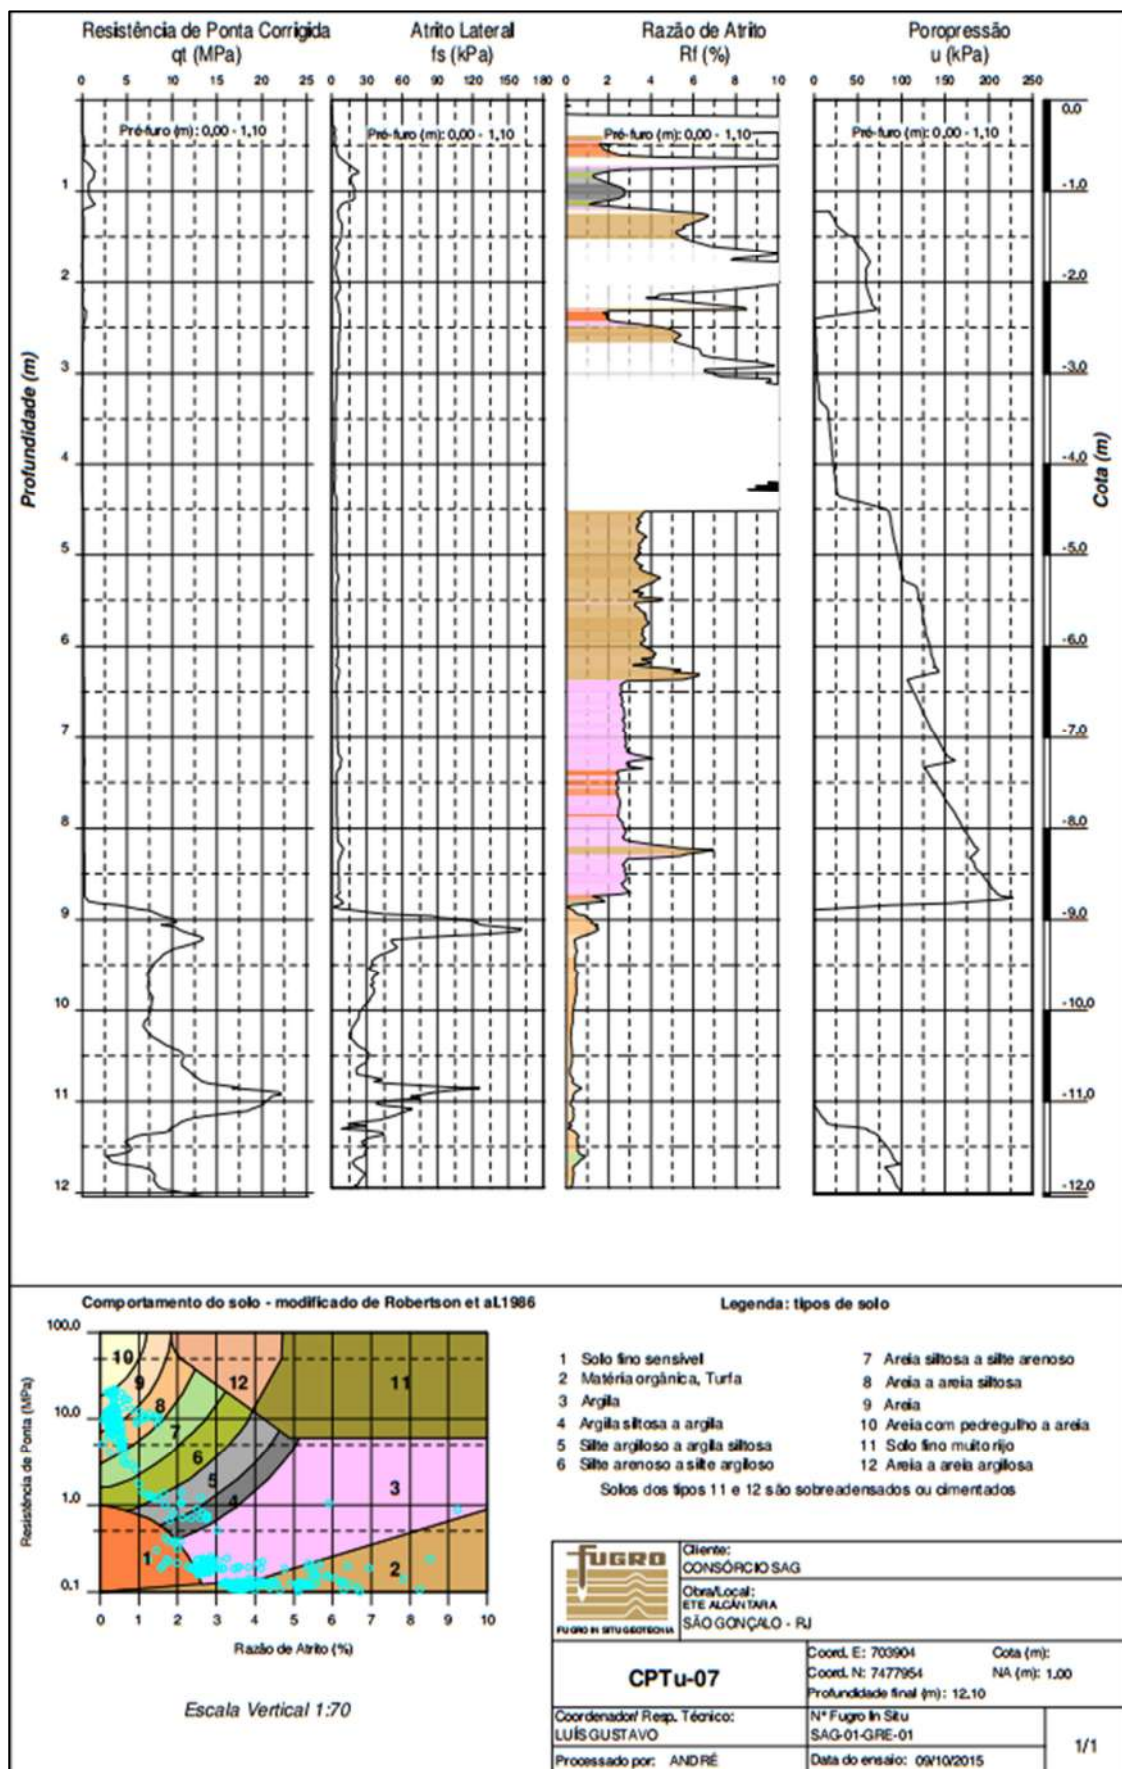 Resistência de Ponta Corrigida
qt (MPa)
Atrito Lateral
fs (kPa)
Razão de Atrito
Rf (%)
Poropressão
u (kPa)
0 5 10 15 20 25
0 30 60 90 120 150 180
0 2 4 6 8 10
0 50 100 150 200 250
Pré-furo (m): 0,00 - 1,10
Pré-furo (m): 0,00 - 1,10
Pré-furo (m): 0,00 - 1,10
Pré-furo (m): 0,00 - 1,10
Profundidade (m)
1
2
3
4
5
6
7
8
9
10
11
12
Cota (m)
0.0
-1.0
-2.0
-3.0
-4.0
-5.0
-6.0
-7.0
-8.0
-9.0
-10.0
-11.0
-12.0
Comportamento do solo - modificado de Robertson et al.1986
Resistência de Ponta (MPa)
100.0
10.0
1.0
0.1
10
9
8
7
6
5
4
12
11
3
1
2
0 1 2 3 4 5 6 7 8 9 10
Razão de Atrito (%)
Escala Vertical 1:70
Legenda: tipos de solo
1 Solo fino sensível
2 Matéria orgânica, Turfa
3 Argila
4 Argila siltosa a argila
5 Silte argiloso a argila siltosa
6 Silte arenoso a silte argiloso
7 Areia siltosa a silte arenoso
8 Areia a areia siltosa
9 Areia
10 Areia com pedregulho a areia
11 Solo fino muito rijo
12 Areia a areia argilosa
Solos dos tipos 11 e 12 são sobreadensados ou cimentados
FUGRO
FUGRO IN SITU GEOTECNIA
Cliente:
CONSÓRCIO SAG
Obra/Local:
ETE ALCÂNTARA
SÃO GONÇALO - RJ
CPTu-07
Coord. E: 703904
Cota (m):
Coord. N: 7477954
NA (m): 1.00
Profundidade final (m): 12.10
Coordenador/ Resp. Técnico:
LUÍS GUSTAVO
Nº Fugro In Situ
SAG-01-GRE-01
Processado por: ANDRÉ
Data do ensaio: 09/10/2015
1/1